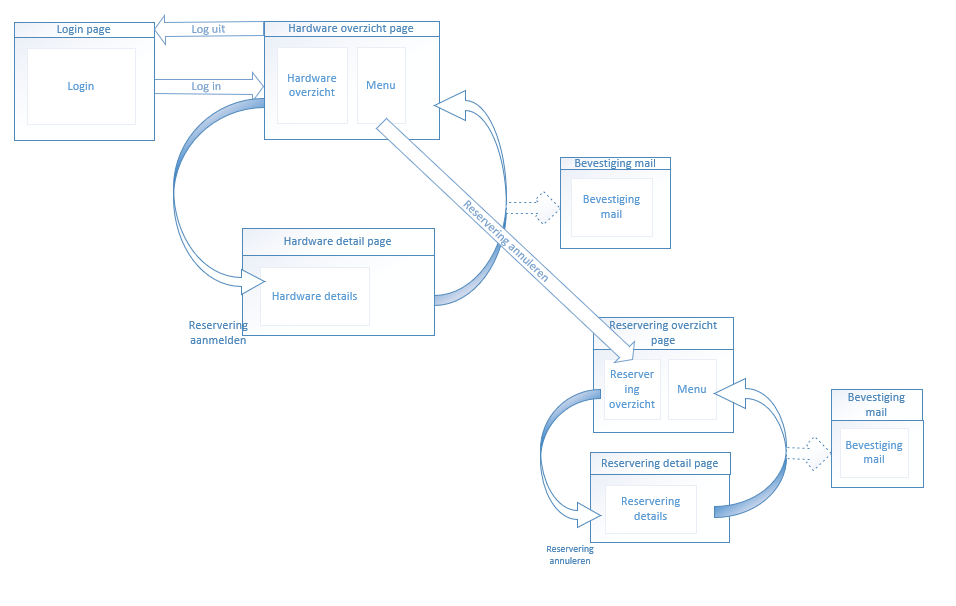 Login page
Login
Log uit
Log in
Hardware overzicht page
Hardware
overzicht
Menu
Bevestiging mail
Bevestiging
mail
Reservering annuleren
Hardware detail page
Hardware details
Reservering
aanmelden
Reservering overzicht
page
Reserver
ing
overzicht
Menu
Bevestiging
mail
Bevestiging
mail
Reservering detail page
Reservering
details
Reservering
annuleren